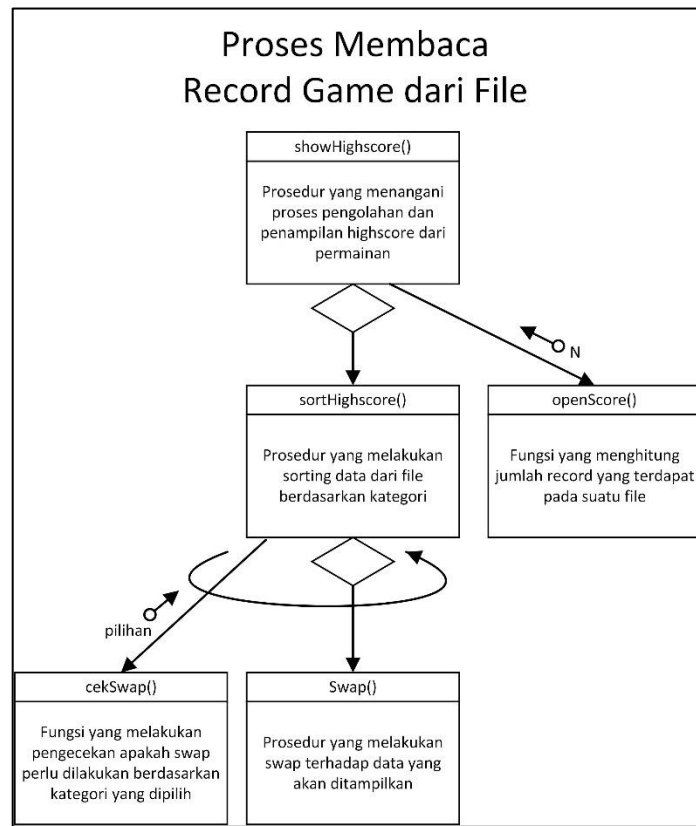 Proses Membaca
Record Game dari File
showHighscore()
Prosedur yang menangani
proses pengolahan dan
penampilan highscore dari
permainan
N
sortHighscore()
Prosedur yang melakukan
sorting data dari file
berdasarkan kategori
openScore()
Fungsi yang menghitung
jumlah record yang terdapat
pada suatu file
pilihan
cekSwap()
Fungsi yang melakukan
pengecekan apakah swap
perlu dilakukan berdasarkan
kategori yang dipilih
Swap()
Prosedur yang melakukan
swap terhadap data yang
akan ditampilkan